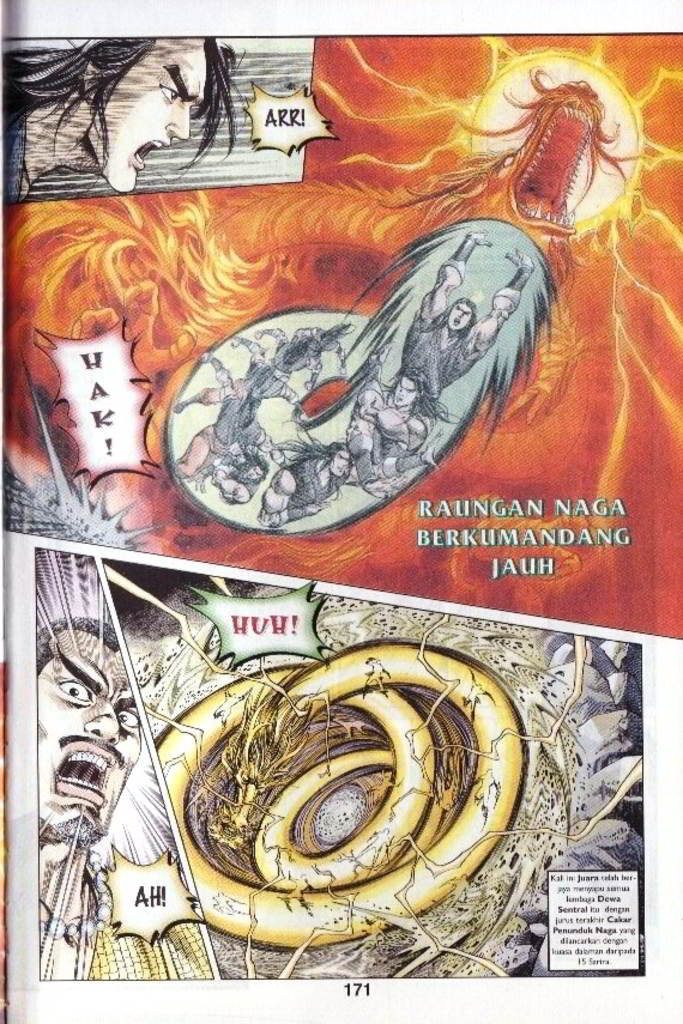 ARR!
HAK!
RAUNGAN NAGA
BERKUMANDANG
JAUH
HUH!
AH!
Kali ini Juara telah ber-
jaya menyapu semua
lembaga Dewa
Sentral itu dengan
jurus terakhir Cakar
Penunduk Naga yang
dilancarkan dengan
kuasa dalaman daripada
15 Sarira.
171